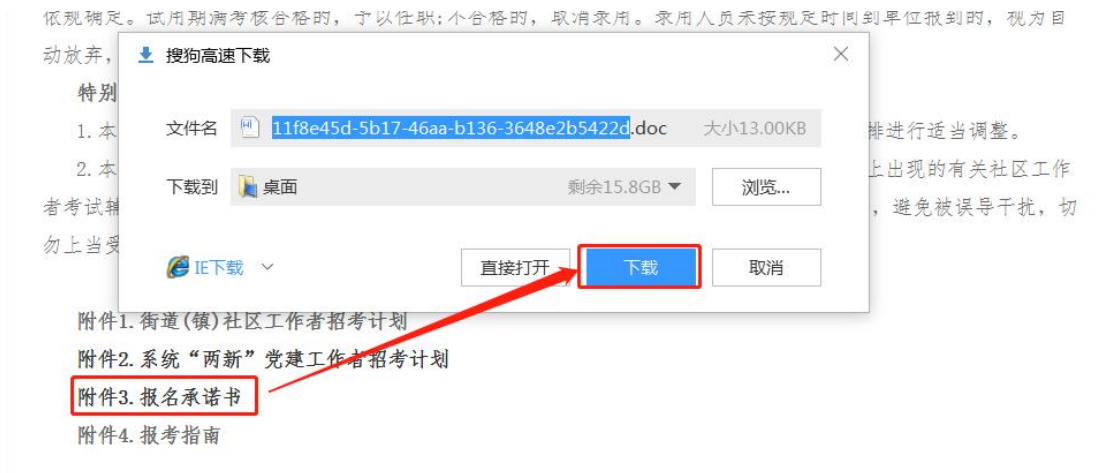 依规确定。试用期满考核合格的，予以任职;不合格的，取消录用。录用人员未按规定时间到单位报到的，视为自
动放弃，
搜狗高速下载
特别
文件名 11f8e45d-5b17-46aa-b136-3648e2b5422d.doc 大小13.00KB
1. 本
排进行适当调整。
2. 本
上出现的有关社区工作
下载到 桌面 剩余15.8GB 浏览...
者考试辅
，避免被误导干扰，切
勿上当受
IE下载 直接打开 下载 取消
附件1. 街道(镇)社区工作者招考计划
附件2. 系统“两新”党建工作者招考计划
附件3. 报名承诺书
附件4. 报考指南